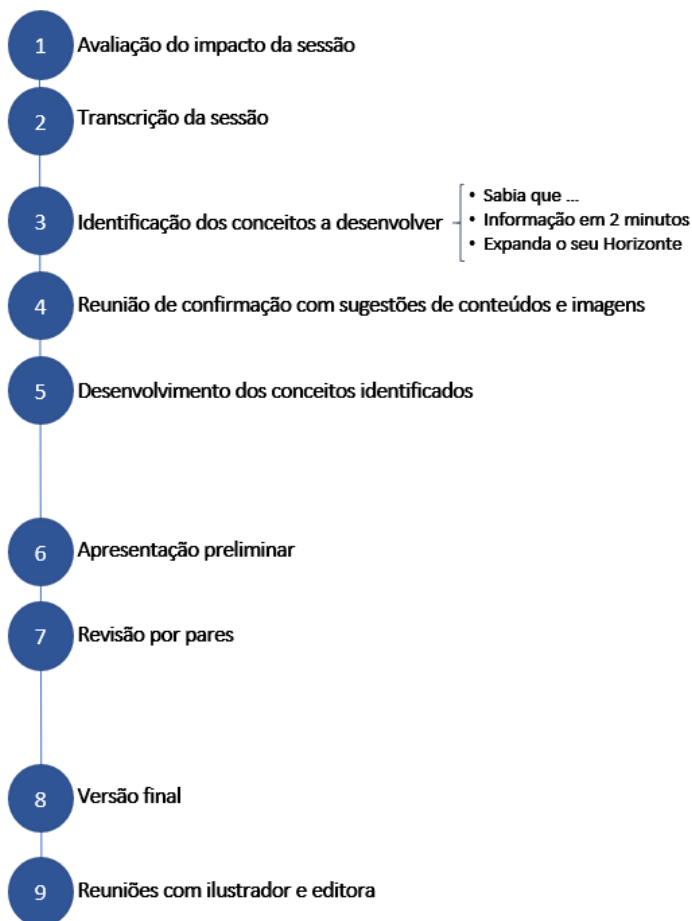 1 Avaliação do impacto da sessão
2 Transcrição da sessão
3 Identificação dos conceitos a desenvolver
• Sabia que ...
• Informação em 2 minutos
• Expanda o seu Horizonte
4 Reunião de confirmação com sugestões de conteúdos e imagens
5 Desenvolvimento dos conceitos identificados
6 Apresentação preliminar
7 Revisão por pares
8 Versão final
9 Reuniões com ilustrador e editora